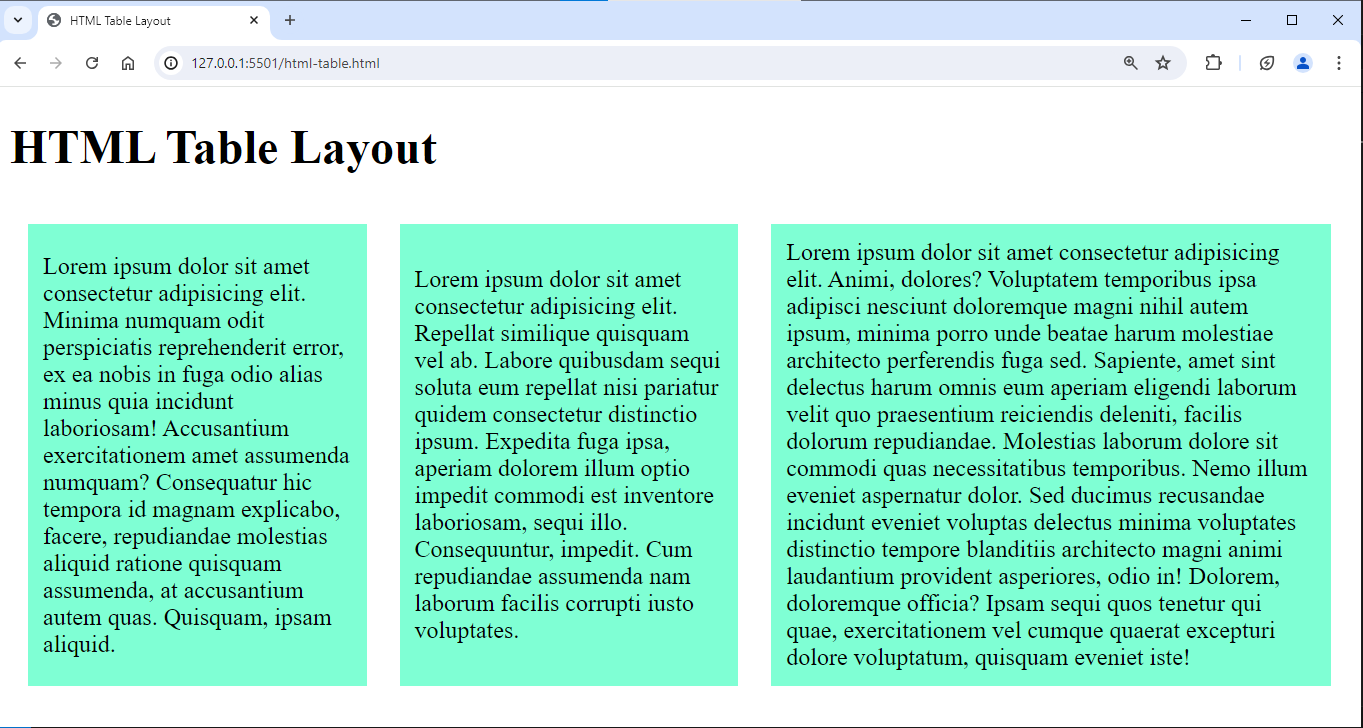 HTML Table Layout
127.0.0.1:5501/html-table.html
HTML Table Layout
Lorem ipsum dolor sit amet
consectetur adipisicing elit.
Minima numquam odit
perspiciatis reprehenderit error,
ex ea nobis in fuga odio alias
minus quia incidunt
laboriosam! Accusantium
exercitationem amet assumenda
numquam? Consequatur hic
tempora id magnam explicabo,
facere, repudiandae molestias
aliquid ratione quisquam
assumenda, at accusantium
autem quas. Quisquam, ipsam
aliquid.
Lorem ipsum dolor sit amet
consectetur adipisicing elit.
Repellat similique quisquam
vel ab. Labore quibusdam sequi
soluta eum repellat nisi pariatur
quidem consectetur distinctio
ipsum. Expedita fuga ipsa,
aperiam dolorem illum optio
impedit commodi est inventore
laboriosam, sequi illo.
Consequuntur, impedit. Cum
repudiandae assumenda nam
laborum facilis corrupti iusto
voluptates.
Lorem ipsum dolor sit amet consectetur adipisicing
elit. Animi, dolores? Voluptatem temporibus ipsa
adipisci nesciunt doloremque magni nihil autem
ipsum, minima porro unde beatae harum molestiae
architecto perferendis fuga sed. Sapiente, amet sint
delectus harum omnis eum aperiam eligendi laborum
velit quo praesentium reiciendis deleniti, facilis
dolorum repudiandae. Molestias laborum dolore sit
commodi quas necessitatibus temporibus. Nemo illum
eveniet aspernatur dolor. Sed ducimus recusandae
incidunt eveniet voluptas delectus minima voluptates
distinctio tempore blanditiis architecto magni animi
laudantium provident asperiores, odio in! Dolorem,
doloremque officia? Ipsam sequi quos tenetur qui
quae, exercitationem vel cumque quaerat excepturi
dolore voluptatum, quisquam eveniet iste!